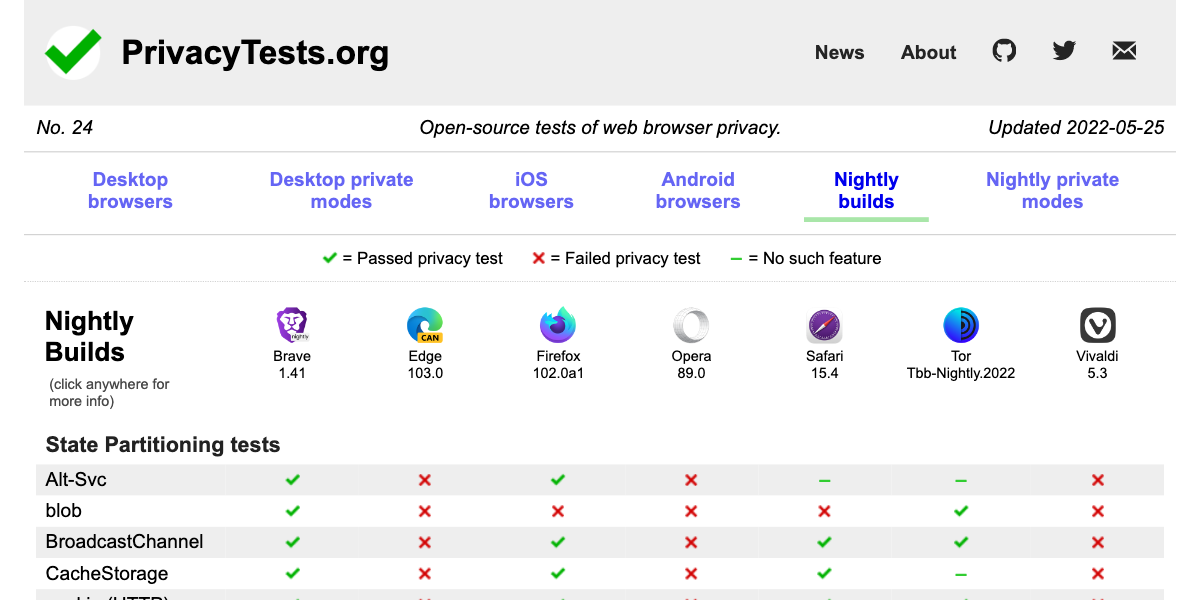 PrivacyTests.org
News About
No. 24 Open-source tests of web browser privacy. Updated 2022-05-25
Desktop browsers Desktop private modes iOS browsers Android browsers Nightly builds Nightly private modes
= Passed privacy test = Failed privacy test = No such feature
Nightly
Builds
(click anywhere for
more info)
nightly
CAN
Brave Edge Firefox Opera Safari Tor Vivaldi
1.41 103.0 102.0a1 89.0 15.4 Tbb-Nightly.2022 5.3
State Partitioning tests
Alt-Svc
blob
BroadcastChannel
CacheStorage